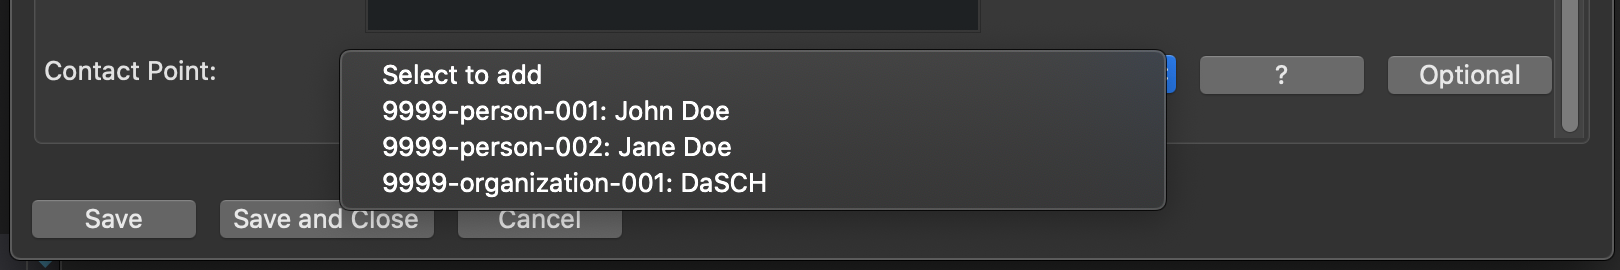 Contact Point:
Select to add
9999-person-001: John Doe
9999-person-002: Jane Doe
9999-organization-001: DaSCH
?
Optional
Save
Save and Close
Cancel